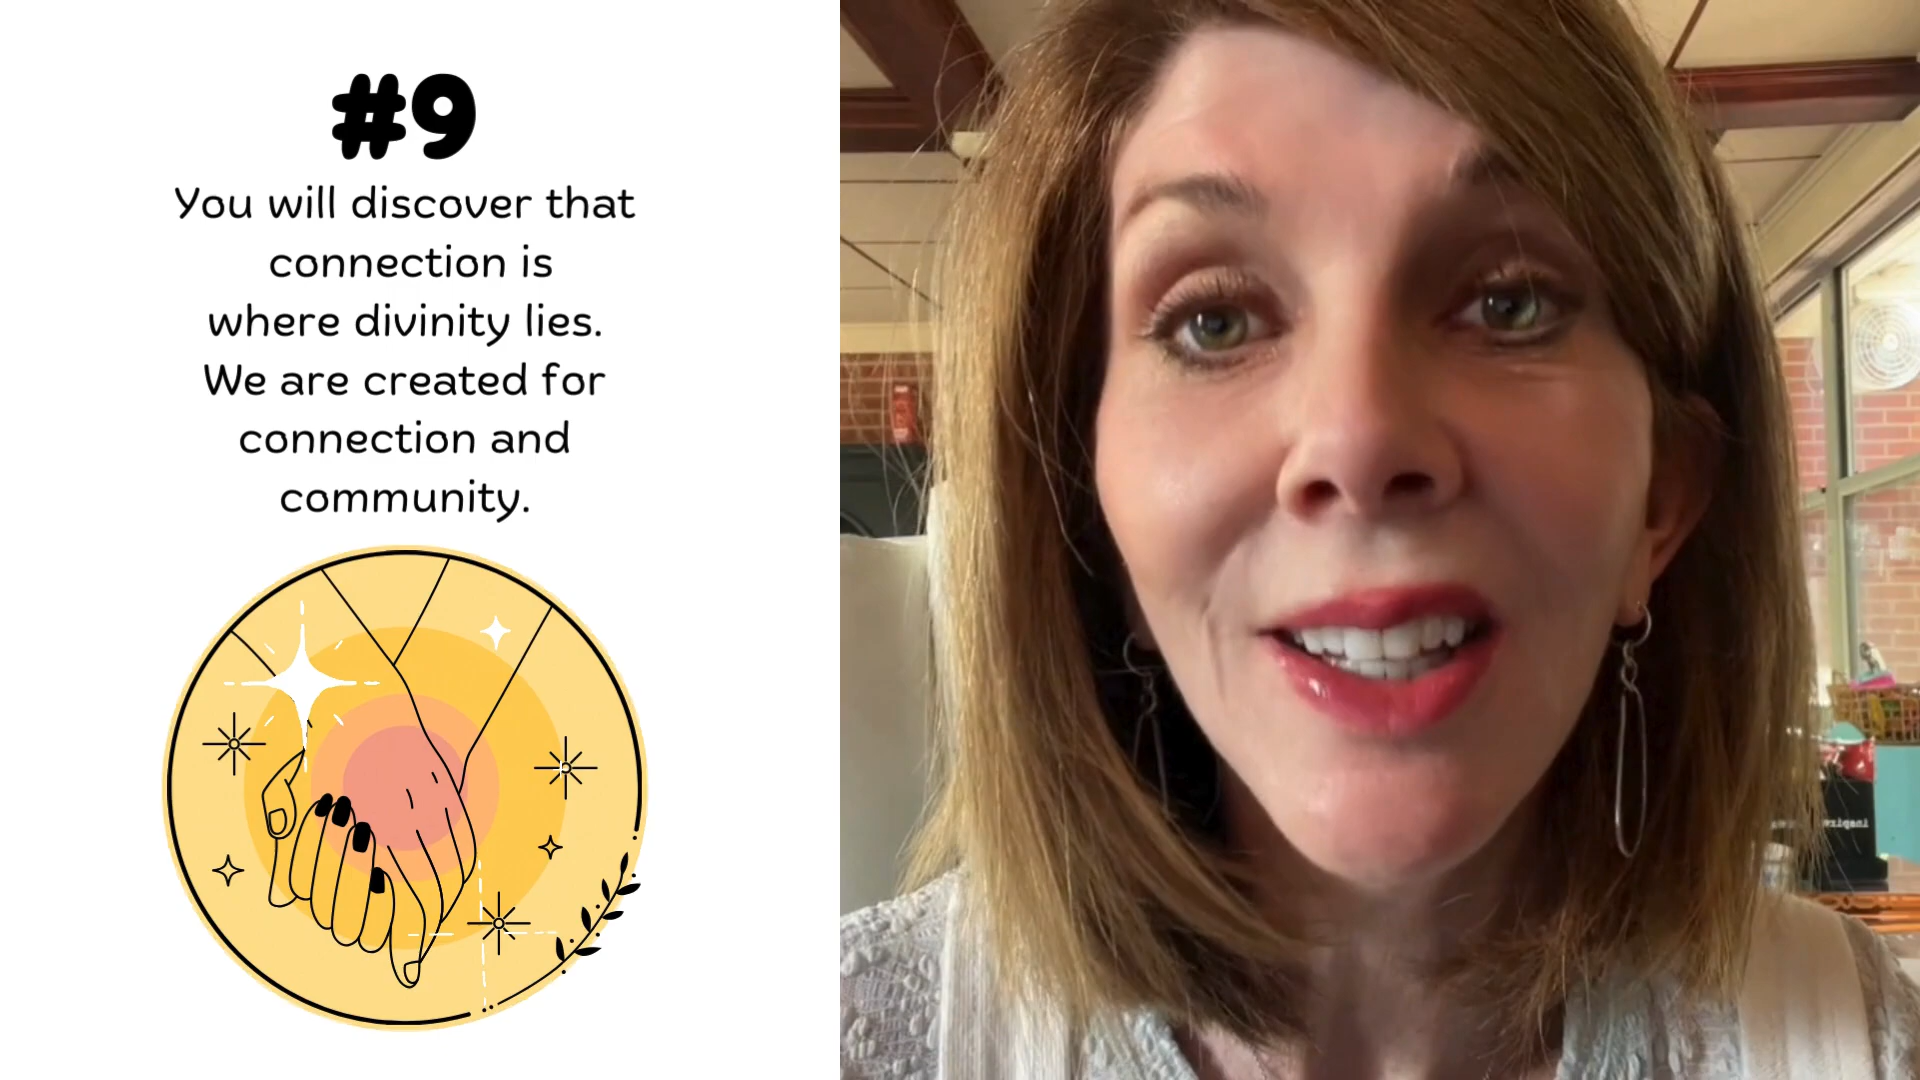 #9
You will discover that
connection is
where divinity lies.
We are created for
connection and
community.